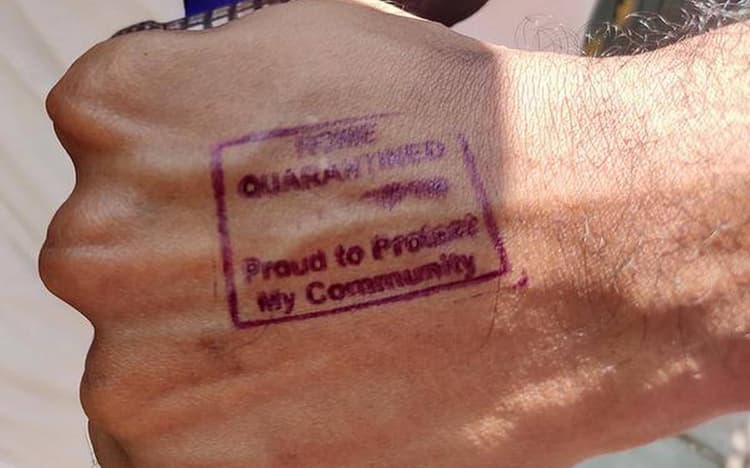 HOME
QUARANTINED
Proud to Protect
My Community